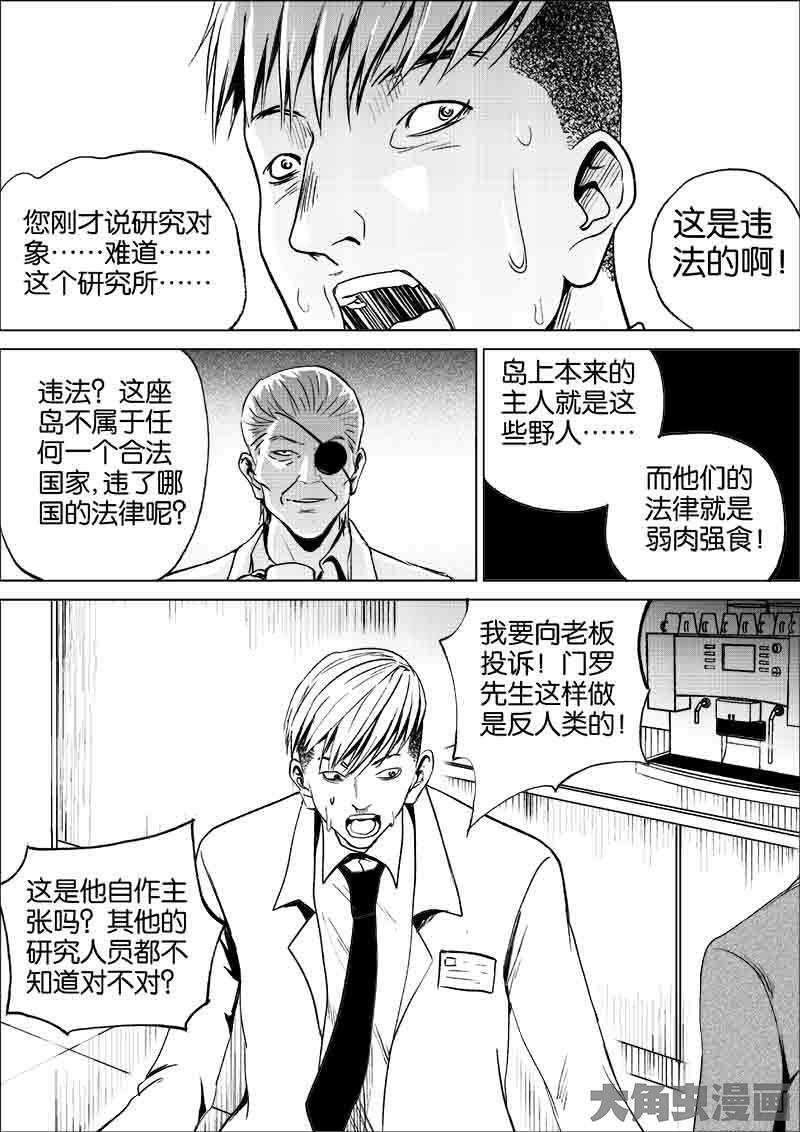 您刚才说研究对
象……难道……
这个研究所……
这是违
法的啊!
违法? 这座
岛不属于任
何一个合法
国家,违了哪
国的法律呢?
岛上本来的
主人就是这
些野人……
而他们的
法律就是
弱肉强食!
我要向老板
投诉! 门罗
先生这样做
是反人类的!
这是他自作主
张吗? 其他的
研究人员都不
知道对不对?
大角虫漫画